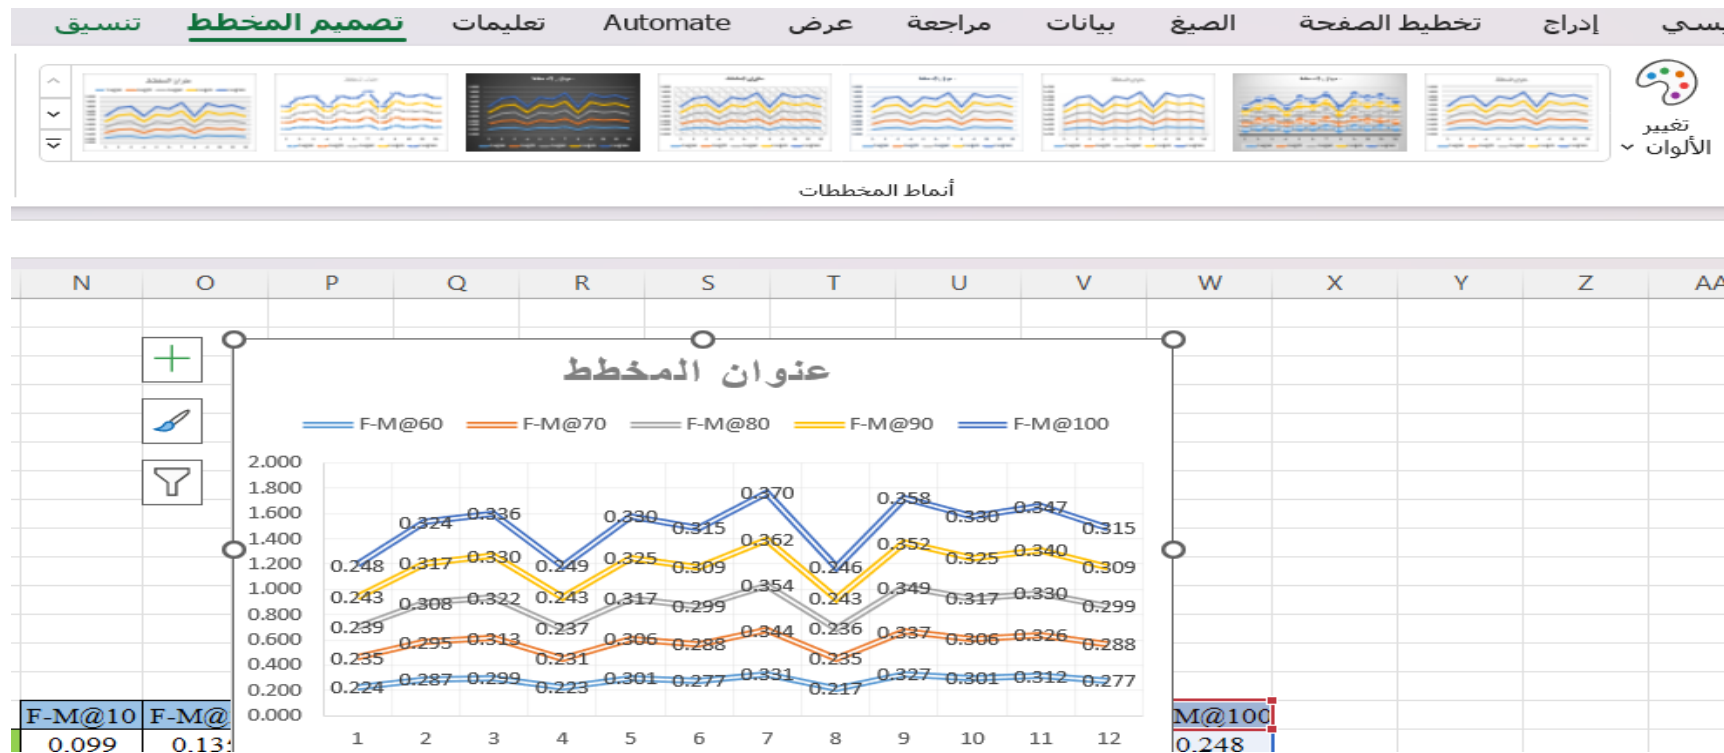 يسي إدراج تخطيط الصفحة الصيغ بيانات مراجعة عرض Automate تعليمات تصميم المخطط تنسيق
تغيير
الألوان
أنماط المخططات
N O P Q R S T U V W X Y Z AA
عنوان المخطط
F-M@60 F-M@70 F-M@80 F-M@90 F-M@100
2.000
1.800
1.600
1.400
1.200
1.000
0.800
0.600
0.400
0.200
0.000
0.248 0.324 0.336 0.249 0.330 0.315 0.370 0.246 0.358 0.330 0.347 0.315
0.243 0.317 0.330 0.243 0.325 0.309 0.362 0.243 0.352 0.325 0.340 0.309
0.239 0.308 0.322 0.237 0.317 0.299 0.354 0.236 0.349 0.317 0.330 0.299
0.235 0.295 0.313 0.231 0.306 0.288 0.344 0.235 0.337 0.306 0.326 0.288
0.224 0.287 0.299 0.223 0.301 0.277 0.331 0.217 0.327 0.301 0.312 0.277
1 2 3 4 5 6 7 8 9 10 11 12
F-M@10 F-M@ M@100
0.099 0.13 0.248